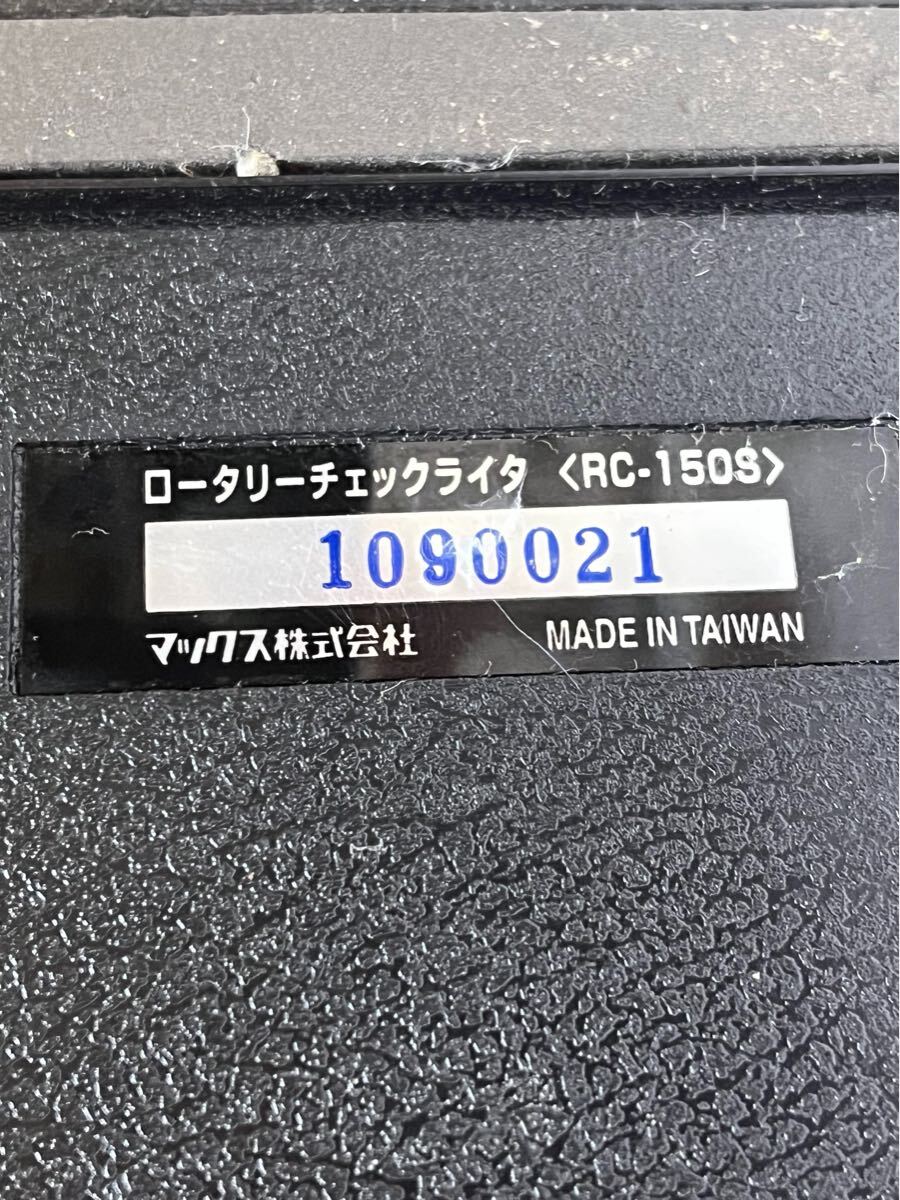 ロータリーチェックライタ〈RC-150S〉
1090021
マックス株式会社 MADE IN TAIWAN